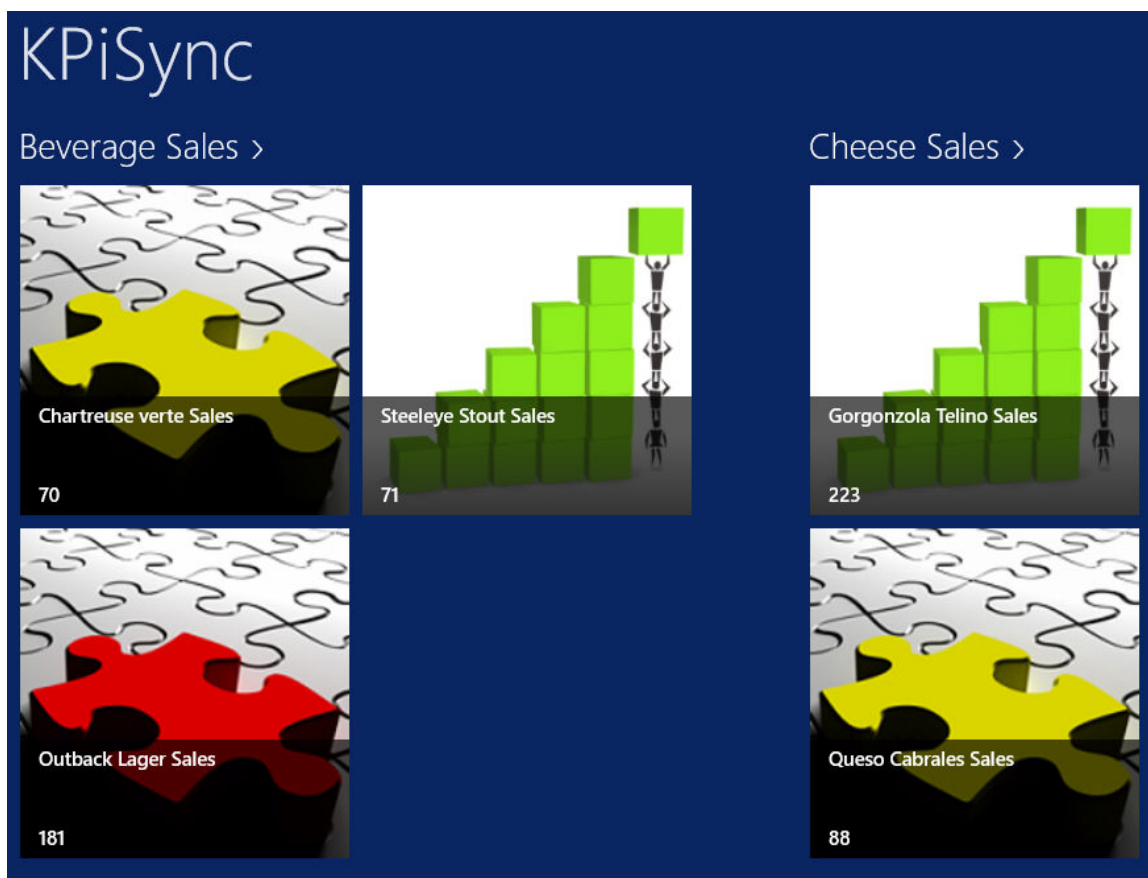 KPiSync
Beverage Sales >
Chartreuse verte Sales
70
Steeleye Stout Sales
71
Outback Lager Sales
181
Cheese Sales >
Gorgonzola Telino Sales
223
Queso Cabrales Sales
88